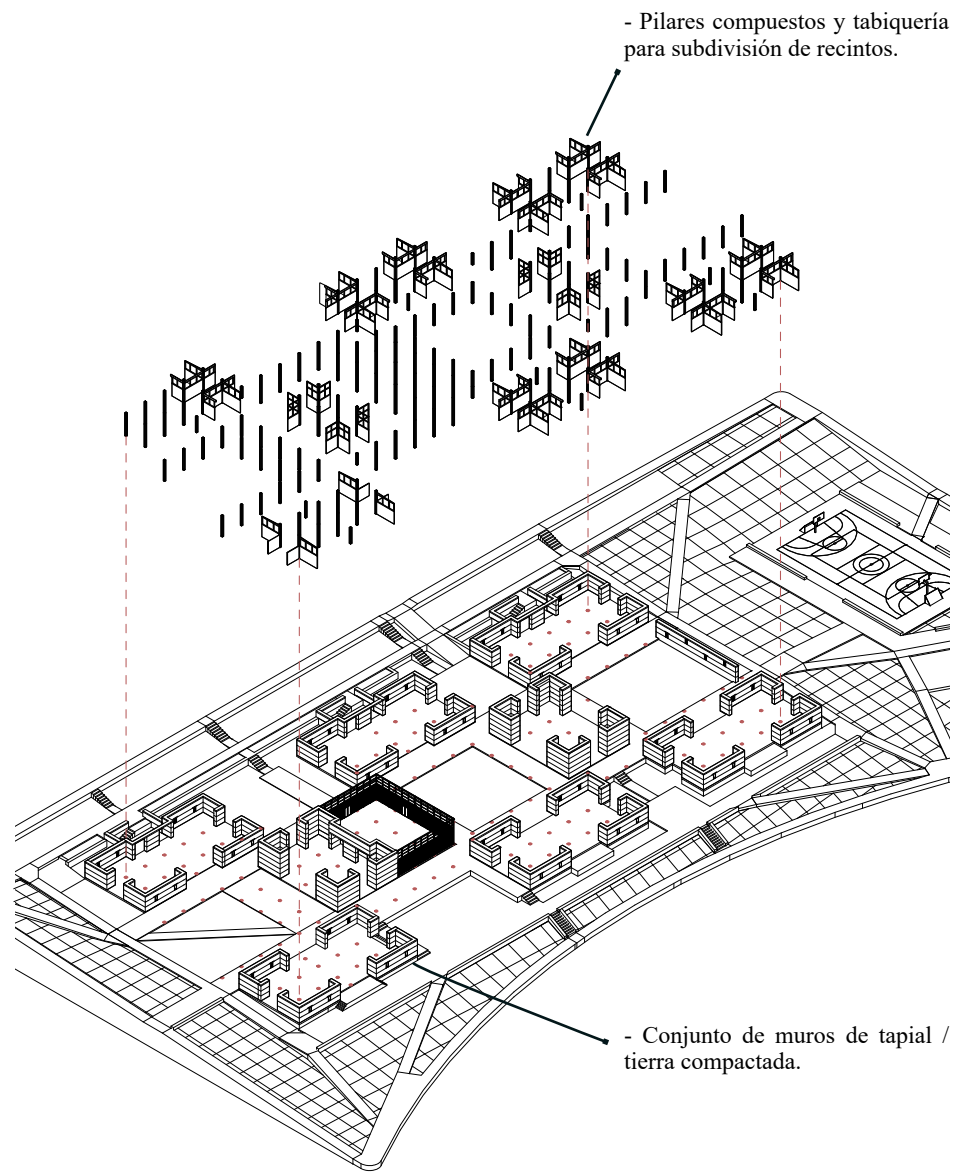 - Pilares compuestos y tabiquería
para subdivisión de recintos.
- Conjunto de muros de tapial /
tierra compactada.